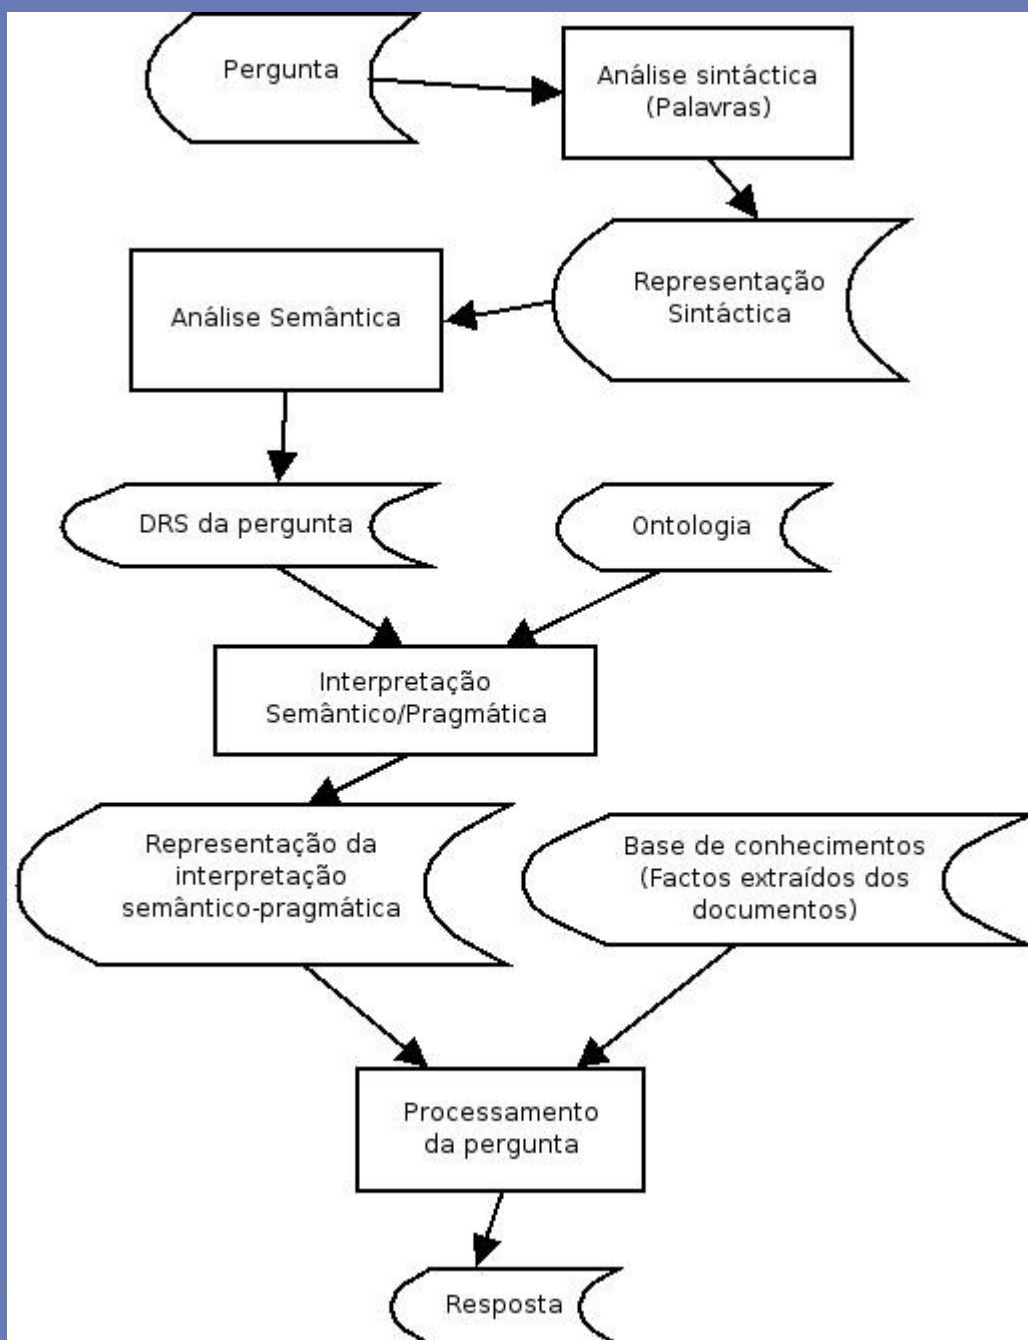 Pergunta
Análise sintáctica
(Palavras)
Representação
Sintáctica
Análise Semântica
DRS da pergunta
Ontologia
Interpretação
Semântico/Pragmática
Representação da
interpretação
semântico-pragmática
Base de conhecimentos
(Factos extraídos dos
documentos)
Processamento
da pergunta
Resposta